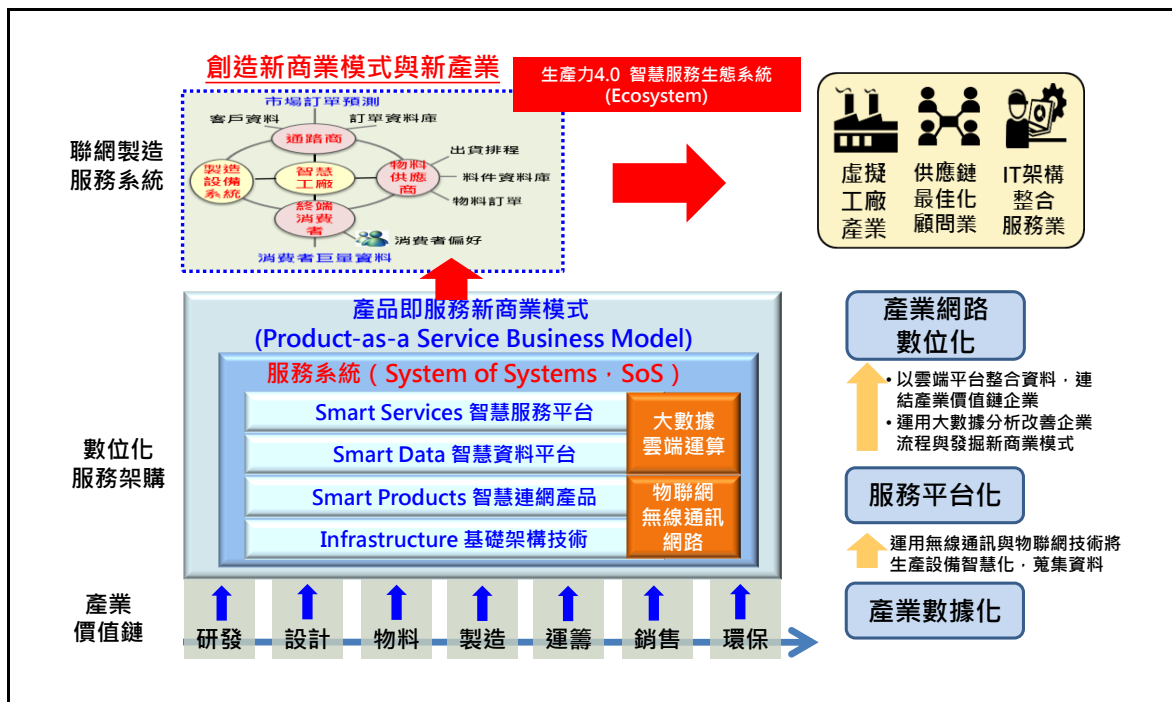 創造新商業模式與新產業
生產力4.0 智慧服務生態系統
(Ecosystem)
聯網製造
服務系統
市場訂單預測
客戶資料
訂單資料庫
通路商
製造
設備
系統
智慧
工廠
物料
供應
商
終端
消費
者
出貨排程
料件資料庫
物料訂單
消費者偏好
消費者巨量資料
虛擬
工廠
產業
供應鏈
最佳化
顧問業
IT架構
整合
服務業
數位化
服務架購
產品即服務新商業模式
(Product-as-a Service Business Model)
服務系統（System of Systems，SoS）
Smart Services 智慧服務平台
Smart Data 智慧資料平台
Smart Products 智慧連網產品
Infrastructure 基礎架構技術
大數據
雲端運算
物聯網
無線通訊
網路
產業網路
數位化
• 以雲端平台整合資料，連
結產業價值鏈企業
• 運用大數據分析改善企業
流程與發掘新商業模式
服務平台化
運用無線通訊與物聯網技術將
生產設備智慧化，蒐集資料
產業數據化
產業
價值鏈
研發
設計
物料
製造
運籌
銷售
環保